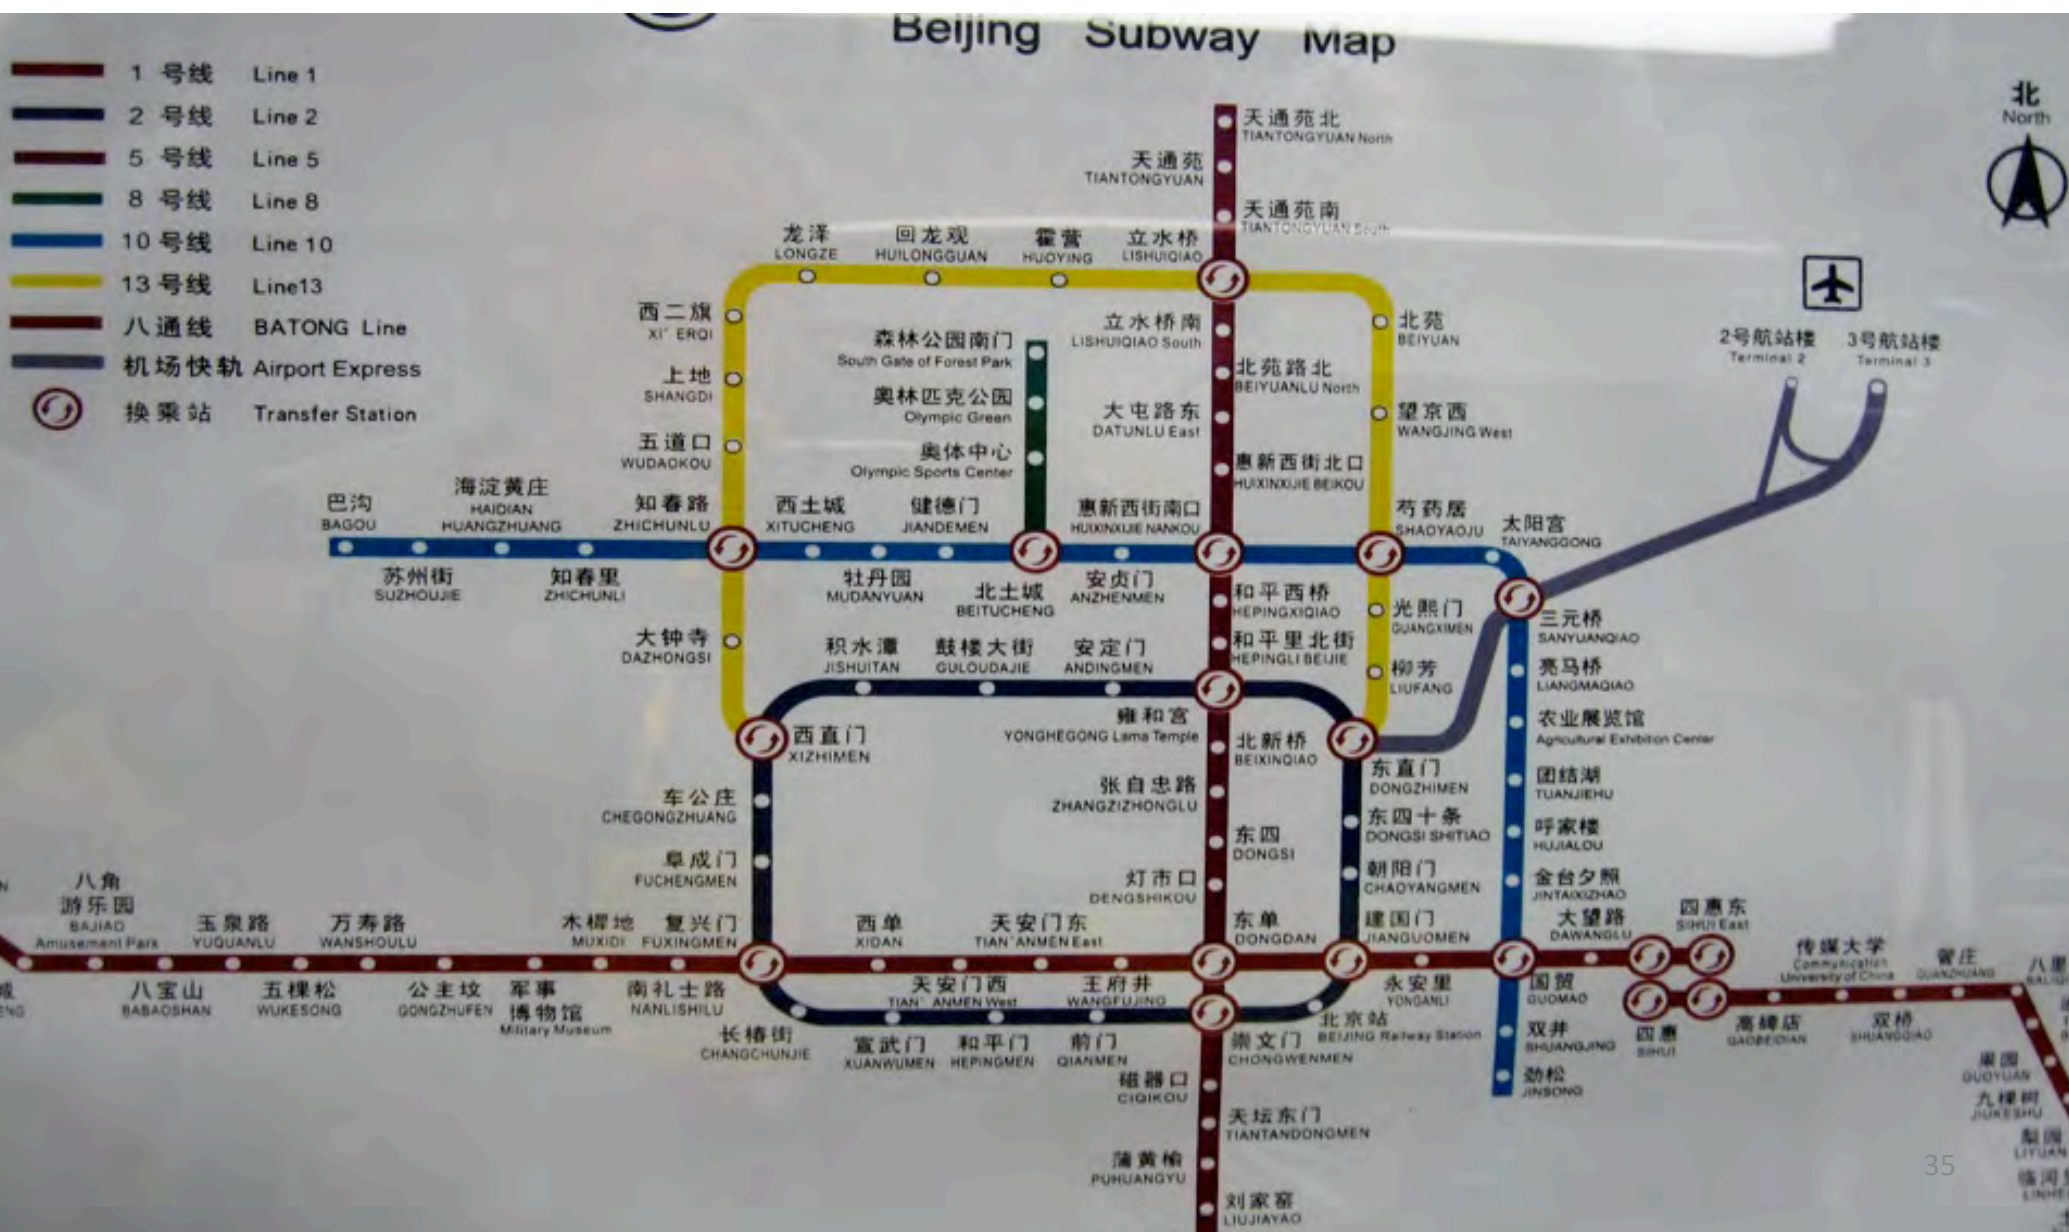 Beijing Subway Map
1 号线 Line 1
2 号线 Line 2
5 号线 Line 5
8 号线 Line 8
10 号线 Line 10
13 号线 Line13
八通线 BATONG Line
机场快轨 Airport Express
换乘站 Transfer Station
北
North
天通苑北
TIANTONGYUAN North
天通苑
TIANTONGYUAN
天通苑南
TIANTONGYUAN South
龙泽
LONGZE
回龙观
HUILONGGUAN
霍营
HUOYING
立水桥
LISHUIQIAO
西二旗
XI' ERQI
上地
SHANGDI
五道口
WUDAOKOU
森林公园南门
South Gate of Forest Park
奥林匹克公园
Olympic Green
奥体中心
Olympic Sports Center
立水桥南
LISHUIQIAO South
北苑路北
BEIYUANLU North
大屯路东
DATUNLU East
惠新西街北口
HUIXINXIJIE BEIKOU
北苑
BEIYUAN
望京西
WANGJING West
2号航站楼
Terminal 2
3号航站楼
Terminal 3
巴沟
BAGOU
海淀黄庄
HAIDIAN
HUANGZHUANG
知春路
ZHICHUNLU
西土城
XITUCHENG
健德门
JIANDEMEN
惠新西街南口
HUIXINXIJIE NANKOU
芍药居
SHAOYAOJU
太阳宫
TAIYANGGONG
苏州街
SUZHOUJIE
知春里
ZHICHUNLI
牡丹园
MUDANYUAN
北土城
BEITUCHENG
安贞门
ANZHENMEN
和平西桥
HEPINGXIQIAO
光熙门
GUANGXIMEN
三元桥
SANYUANQIAO
大钟寺
DAZHONGSI
积水潭
JISHUITAN
鼓楼大街
GULOUDAJIE
安定门
ANDINGMEN
和平里北街
HEPINGLI BEIJIE
柳芳
LIUFANG
亮马桥
LIANGMAQIAO
西直门
XIZHIMEN
雍和宫
YONGHEGONG Lama Temple
北新桥
BEIXINQIAO
东直门
DONGZHIMEN
农业展览馆
Agricultural Exhibition Center
车公庄
CHEGONGZHUANG
张自忠路
ZHANGZIZHONGLU
东四十条
DONGSI SHITIAO
团结湖
TUANJIEHU
阜成门
FUCHENGMEN
东四
DONGSI
朝阳门
CHAOYANGMEN
呼家楼
HUJIALOU
灯市口
DENGSHIKOU
金台夕照
JINTAIXIZHAO
八角
游乐园
BAJIAO
Amusement Park
玉泉路
YUQUANLU
万寿路
WANSHOULU
木樨地
MUXIDI
复兴门
FUXINGMEN
西单
XIDAN
天安门东
TIAN'ANMEN East
东单
DONGDAN
建国门
JIANGUOMEN
大望路
DAWANGLU
四惠东
SIHUI East
传媒大学
Communication
University of China
管庄
GUANZHUANG
八宝山
BABAOSHAN
五棵松
WUKESONG
公主坟
GONGZHUFEN
军事
博物馆
Military Museum
南礼士路
NANLISHILU
天安门西
TIAN' ANMEN West
王府井
WANGFUJING
永安里
YONGANLI
国贸
GUOMAO
长椿街
CHANGCHUNJIE
宣武门
XUANWUMEN
和平门
HEPINGMEN
前门
QIANMEN
崇文门
CHONGWENMEN
北京站
BEIJING Railway Station
双井
SHUANGJING
四惠
SIHUI
高碑店
GAOBEIDIAN
双桥
SHUANGQIAO
磁器口
CIQIKOU
劲松
JINSONG
果园
GUOYUAN
九棵树
JIUKESHU
梨园
LIYUAN
天坛东门
TIANTANDONGMEN
蒲黄榆
PUHUANGYU
刘家窑
LIUJIAYAO
35